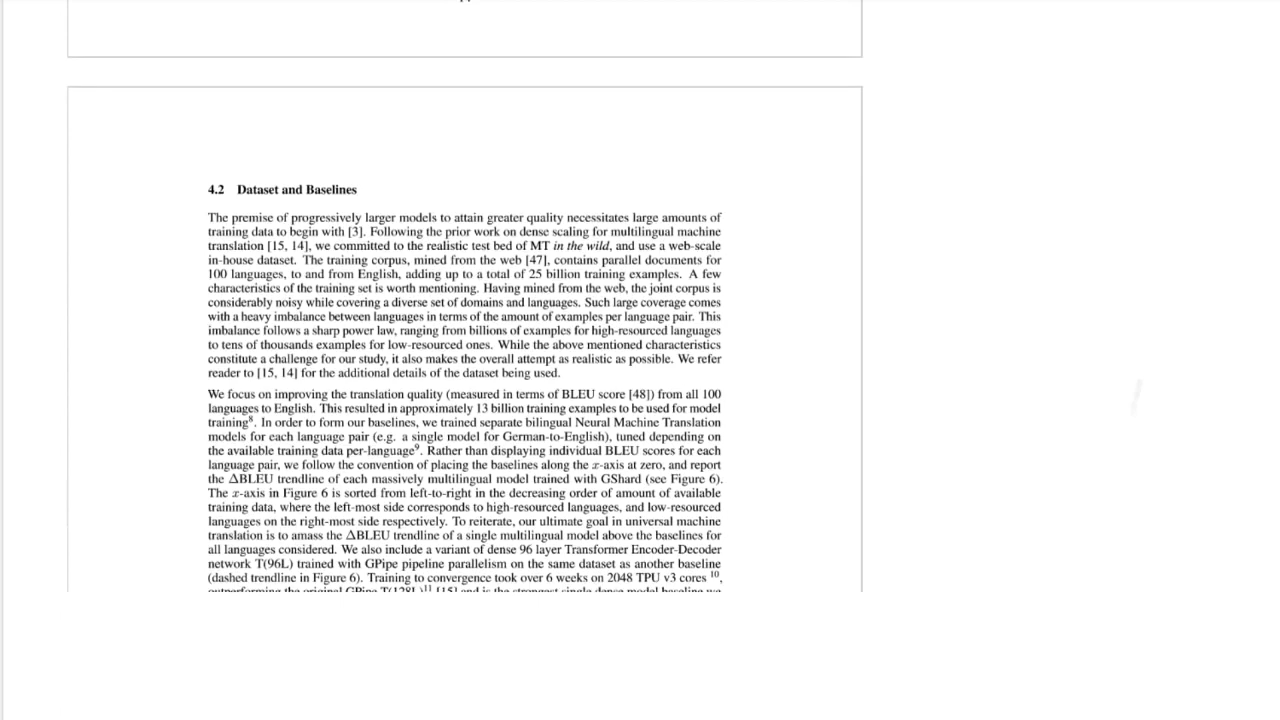 4.2 Dataset and Baselines
The premise of progressively larger models to attain greater quality necessitates large amounts of
training data to begin with [3]. Following the prior work on dense scaling for multilingual machine
translation [15, 14], we committed to the realistic test bed of MT in the wild, and use a web-scale
in-house dataset. The training corpus, mined from the web [47], contains parallel documents for
100 languages, to and from English, adding up to a total of 25 billion training examples. A few
characteristics of the training set is worth mentioning. Having mined from the web, the joint corpus is
considerably noisy while covering a diverse set of domains and languages. Such large coverage comes
with a heavy imbalance between languages in terms of the amount of examples per language pair. This
imbalance follows a sharp power law, ranging from billions of examples for high-resourced languages
to tens of thousands examples for low-resourced ones. While the above mentioned characteristics
constitute a challenge for our study, it also makes the overall attempt as realistic as possible. We refer
reader to [15, 14] for the additional details of the dataset being used.
We focus on improving the translation quality (measured in terms of BLEU score [48]) from all 100
languages to English. This resulted in approximately 13 billion training examples to be used for model
training⁸. In order to form our baselines, we trained separate bilingual Neural Machine Translation
models for each language pair (e.g. a single model for German-to-English), tuned depending on
the available training data per-language⁹. Rather than displaying individual BLEU scores for each
language pair, we follow the convention of placing the baselines along the x-axis at zero, and report
the ΔBLEU trendline of each massively multilingual model trained with GShard (see Figure 6).
The x-axis in Figure 6 is sorted from left-to-right in the decreasing order of amount of available
training data, where the left-most side corresponds to high-resourced languages, and low-resourced
languages on the right-most side respectively. To reiterate, our ultimate goal in universal machine
translation is to amass the ΔBLEU trendline of a single multilingual model above the baselines for
all languages considered. We also include a variant of dense 96 layer Transformer Encoder-Decoder
network T(96L) trained with GPipe pipeline parallelism on the same dataset as another baseline
(dashed trendline in Figure 6). Training to convergence took over 6 weeks on 2048 TPU v3 cores ¹⁰,
outperforming the original GPipe T(128L)¹¹ [15] and is the strongest single dense model baseline we